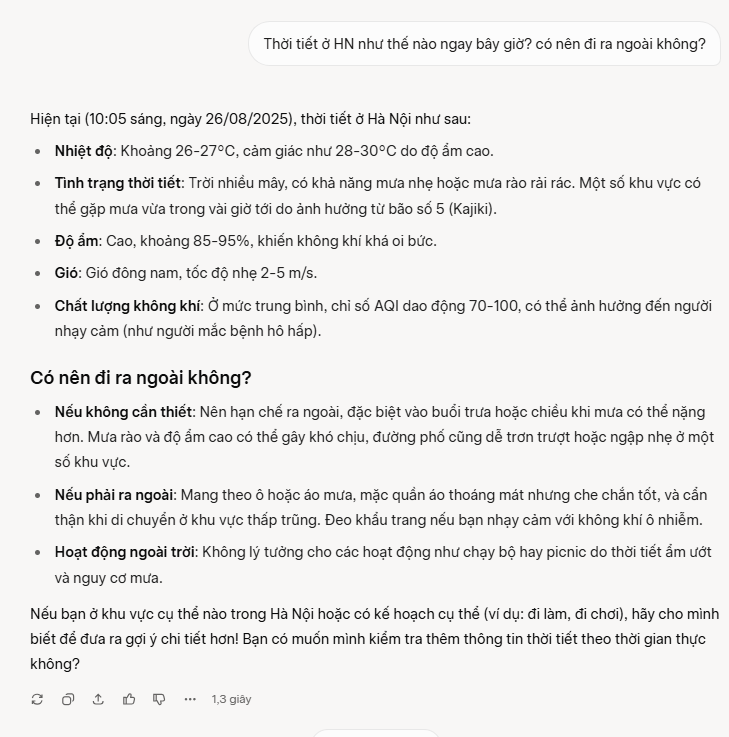 Thời tiết ở HN như thế nào ngay bây giờ? có nên đi ra ngoài không?
Hiện tại (10:05 sáng, ngày 26/08/2025), thời tiết ở Hà Nội như sau:
• Nhiệt độ: Khoảng 26-27°C, cảm giác như 28-30°C do độ ẩm cao.
• Tình trạng thời tiết: Trời nhiều mây, có khả năng mưa nhẹ hoặc mưa rào rải rác. Một số khu vực có
thể gặp mưa vừa trong vài giờ tới do ảnh hưởng từ bão số 5 (Kajiki).
• Độ ẩm: Cao, khoảng 85-95%, khiến không khí khá oi bức.
• Gió: Gió đông nam, tốc độ nhẹ 2-5 m/s.
• Chất lượng không khí: Ở mức trung bình, chỉ số AQI dao động 70-100, có thể ảnh hưởng đến người
nhạy cảm (như người mắc bệnh hô hấp).
Có nên đi ra ngoài không?
• Nếu không cần thiết: Nên hạn chế ra ngoài, đặc biệt vào buổi trưa hoặc chiều khi mưa có thể nặng
hơn. Mưa rào và độ ẩm cao có thể gây khó chịu, đường phố cũng dễ trơn trượt hoặc ngập nhẹ ở một
số khu vực.
• Nếu phải ra ngoài: Mang theo ô hoặc áo mưa, mặc quần áo thoáng mát nhưng che chắn tốt, và cẩn
thận khi di chuyển ở khu vực thấp trũng. Đeo khẩu trang nếu bạn nhạy cảm với không khí ô nhiễm.
• Hoạt động ngoài trời: Không lý tưởng cho các hoạt động như chạy bộ hay picnic do thời tiết ẩm ướt
và nguy cơ mưa.
Nếu bạn ở khu vực cụ thể nào trong Hà Nội hoặc có kế hoạch cụ thể (ví dụ: đi làm, đi chơi), hãy cho mình
biết để đưa ra gợi ý chi tiết hơn! Bạn có muốn mình kiểm tra thêm thông tin thời tiết theo thời gian thực
không?
1,3 giây